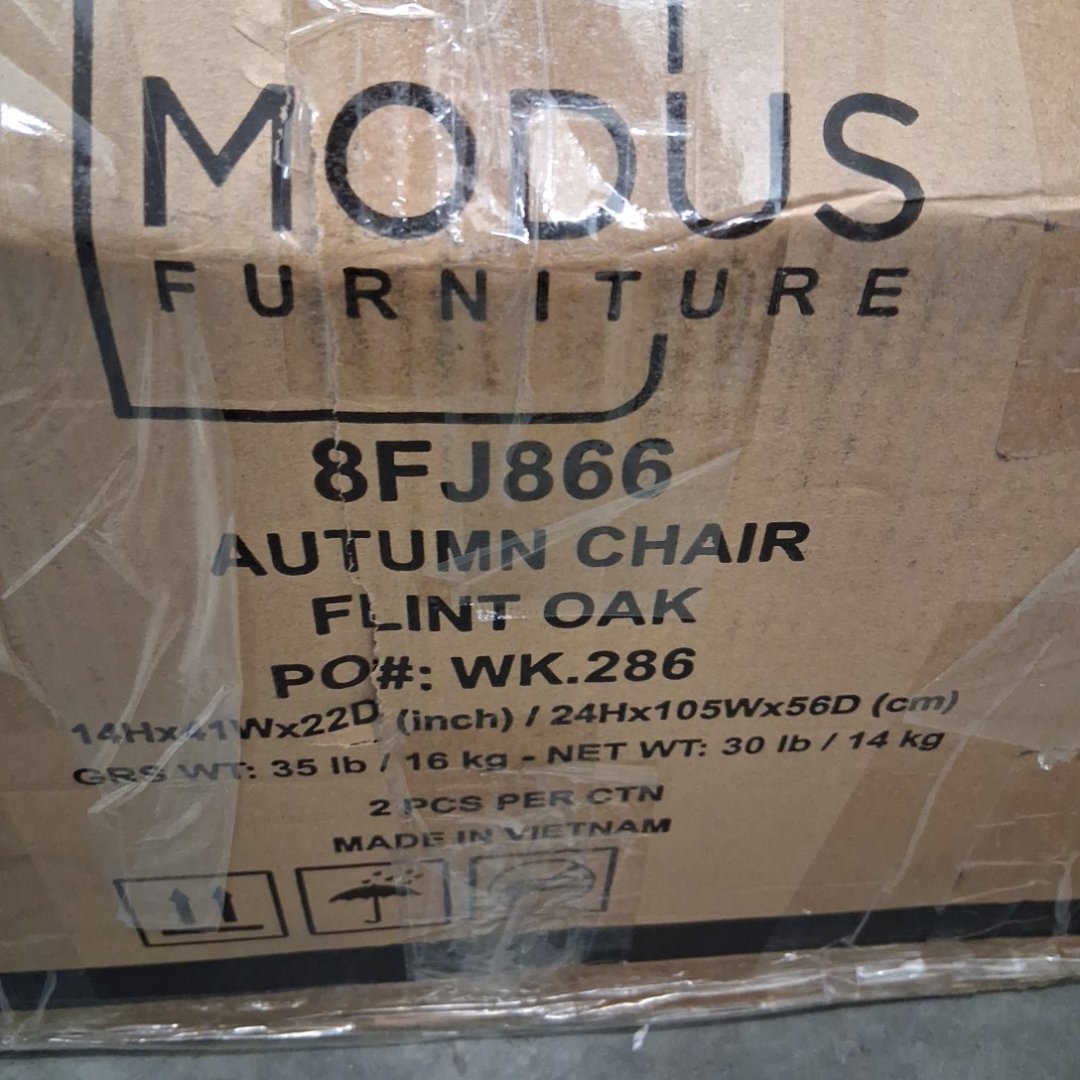 MODUS
FURNITURE
8FJ866
AUTUMN CHAIR
FLINT OAK
PO#: WK.286
14Hx41Wx22D (inch) / 24Hx105Wx56D (cm)
GRS WT: 35 lb / 16 kg - NET WT: 30 lb / 14 kg
2 PCS PER CTN
MADE IN VIETNAM